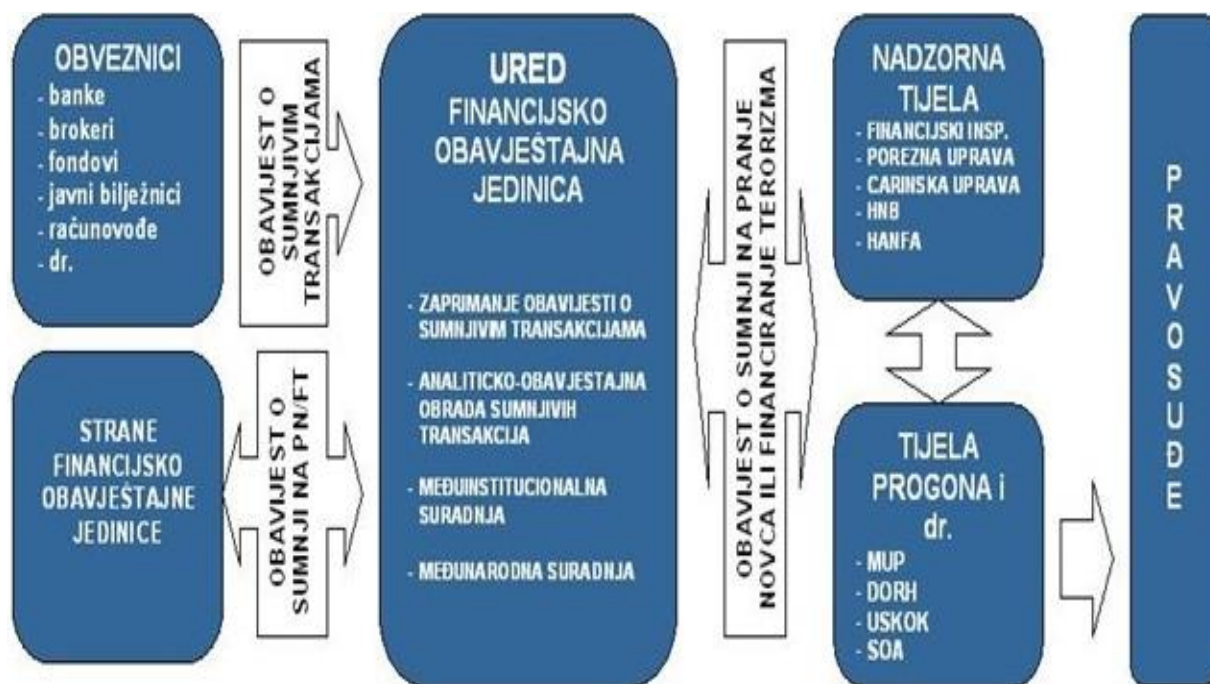 OBVEZNICI
- banke
- brokeri
- fondovi
- javni bilježnici
- računovođe
- dr.
OBAVIJEST O
SUMNJIVIM
TRANSAKCIJAMA
STRANE
FINANCIJSKO
OBAVJEŠTAJNE
JEDINICE
OBAVIJEST O
SUMNJI NA PN/FT
URED
FINANCIJSKO
OBAVJEŠTAJNA
JEDINICA
- ZAPRIMANJE OBAVIJESTI O
SUMNJIVIM TRANSAKCIJAMA
- ANALITICKO-OBAVJESTAJNA
OBRADA SUMNJIVIH
TRANSAKCIJA
- MEĐUINSTITUCIONALNA
SURADNJA
- MEĐUNARODNA SURADNJA
OBAVIJEST O SUMNJI NA PRANJE
NOVCA ILI FINANCIRANJE TERORIZMA
NADZORNA
TIJELA
- FINANCIJSKI INSP.
- POREZNA UPRAVA
- CARINSKA UPRAVA
- HNB
- HANFA
TIJELA
PROGONA i
dr.
- MUP
- DORH
- USKOK
- SOA
PRAVOSUĐE